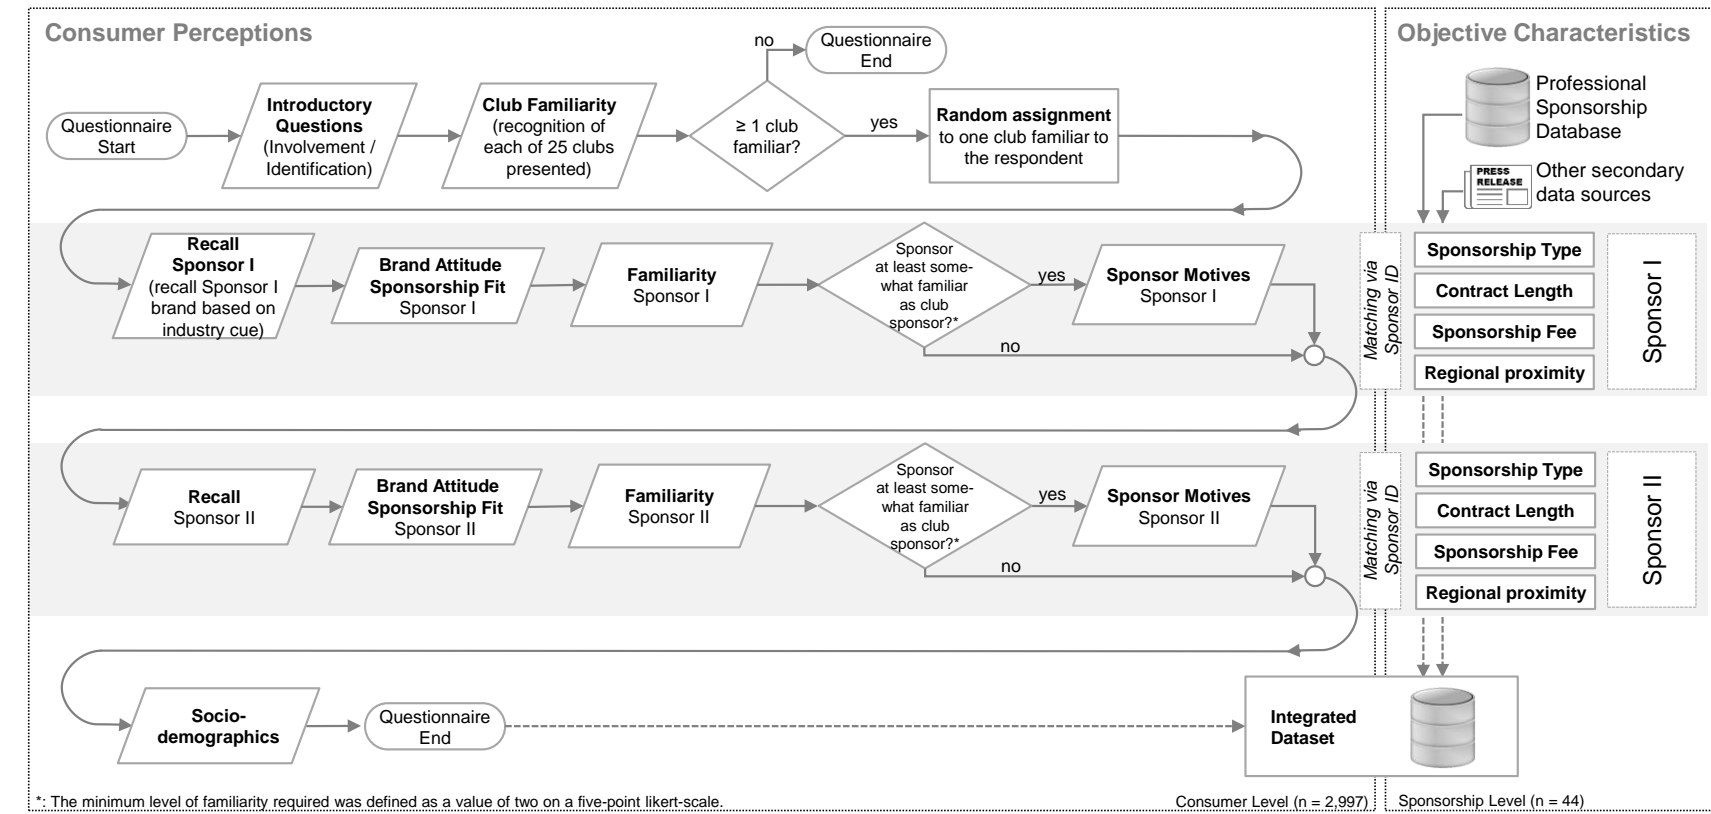 Consumer Perceptions
Objective Characteristics
Questionnaire
Start
Introductory
Questions
(Involvement /
Identification)
Club Familiarity
(recognition of
each of 25 clubs
presented)
≥ 1 club
familiar?
no
Questionnaire
End
yes
Random assignment
to one club familiar to
the respondent
Professional
Sponsorship
Database
PRESS
RELEASE
Other secondary
data sources
Recall
Sponsor I
(recall Sponsor I
brand based on
industry cue)
Brand Attitude
Sponsorship Fit
Sponsor I
Familiarity
Sponsor I
Sponsor
at least some-
what familiar
as club
sponsor?*
yes
no
Sponsor Motives
Sponsor I
Matching via
Sponsor ID
Sponsorship Type
Contract Length
Sponsorship Fee
Regional proximity
Sponsor I
Recall
Sponsor II
Brand Attitude
Sponsorship Fit
Sponsor II
Familiarity
Sponsor II
Sponsor
at least some-
what familiar
as club
sponsor?*
yes
no
Sponsor Motives
Sponsor II
Matching via
Sponsor ID
Sponsorship Type
Contract Length
Sponsorship Fee
Regional proximity
Sponsor II
Socio-
demographics
Questionnaire
End
Integrated
Dataset
*: The minimum level of familiarity required was defined as a value of two on a five-point likert-scale.
Consumer Level (n = 2,997)
Sponsorship Level (n = 44)